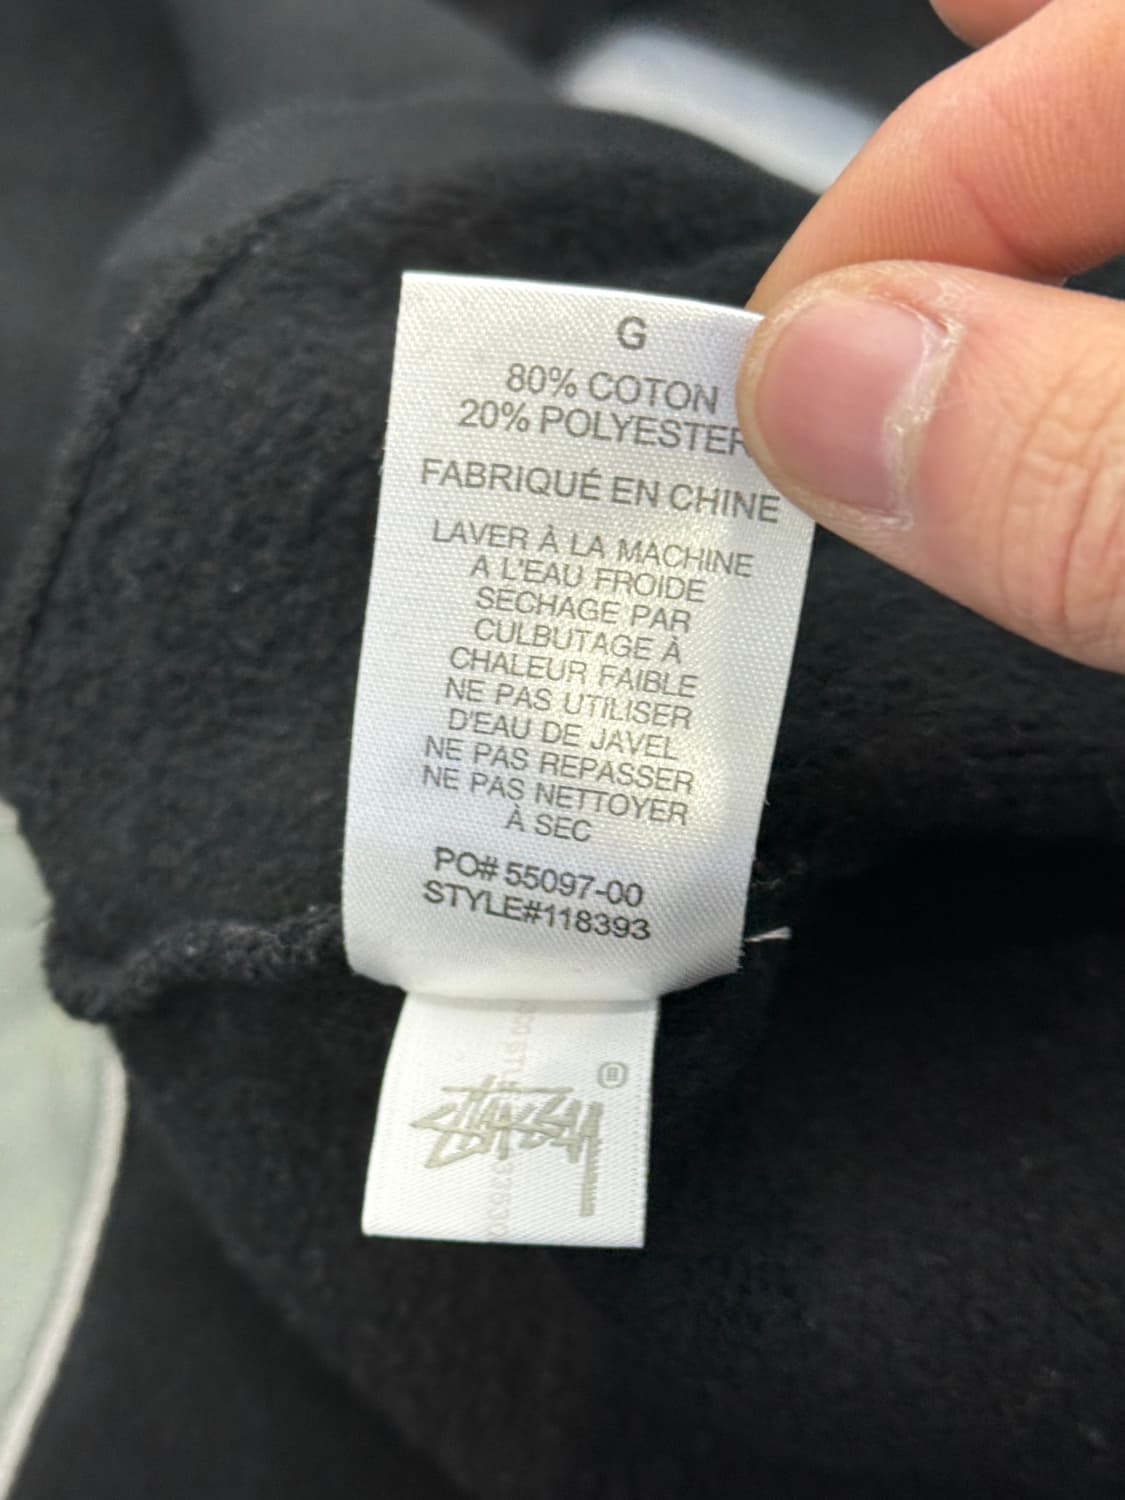 G
80% COTON
20% POLYESTER
FABRIQUÉ EN CHINE
LAVER À LA MACHINE
A L'EAU FROIDE
SECHAGE PAR
CULBUTAGE À
CHALEUR FAIBLE
NE PAS UTILISER
D'EAU DE JAVEL
NE PAS REPASSER
NE PAS NETTOYER
À SEC
PO# 55097-00
STYLE#118393
®
STÜSSY